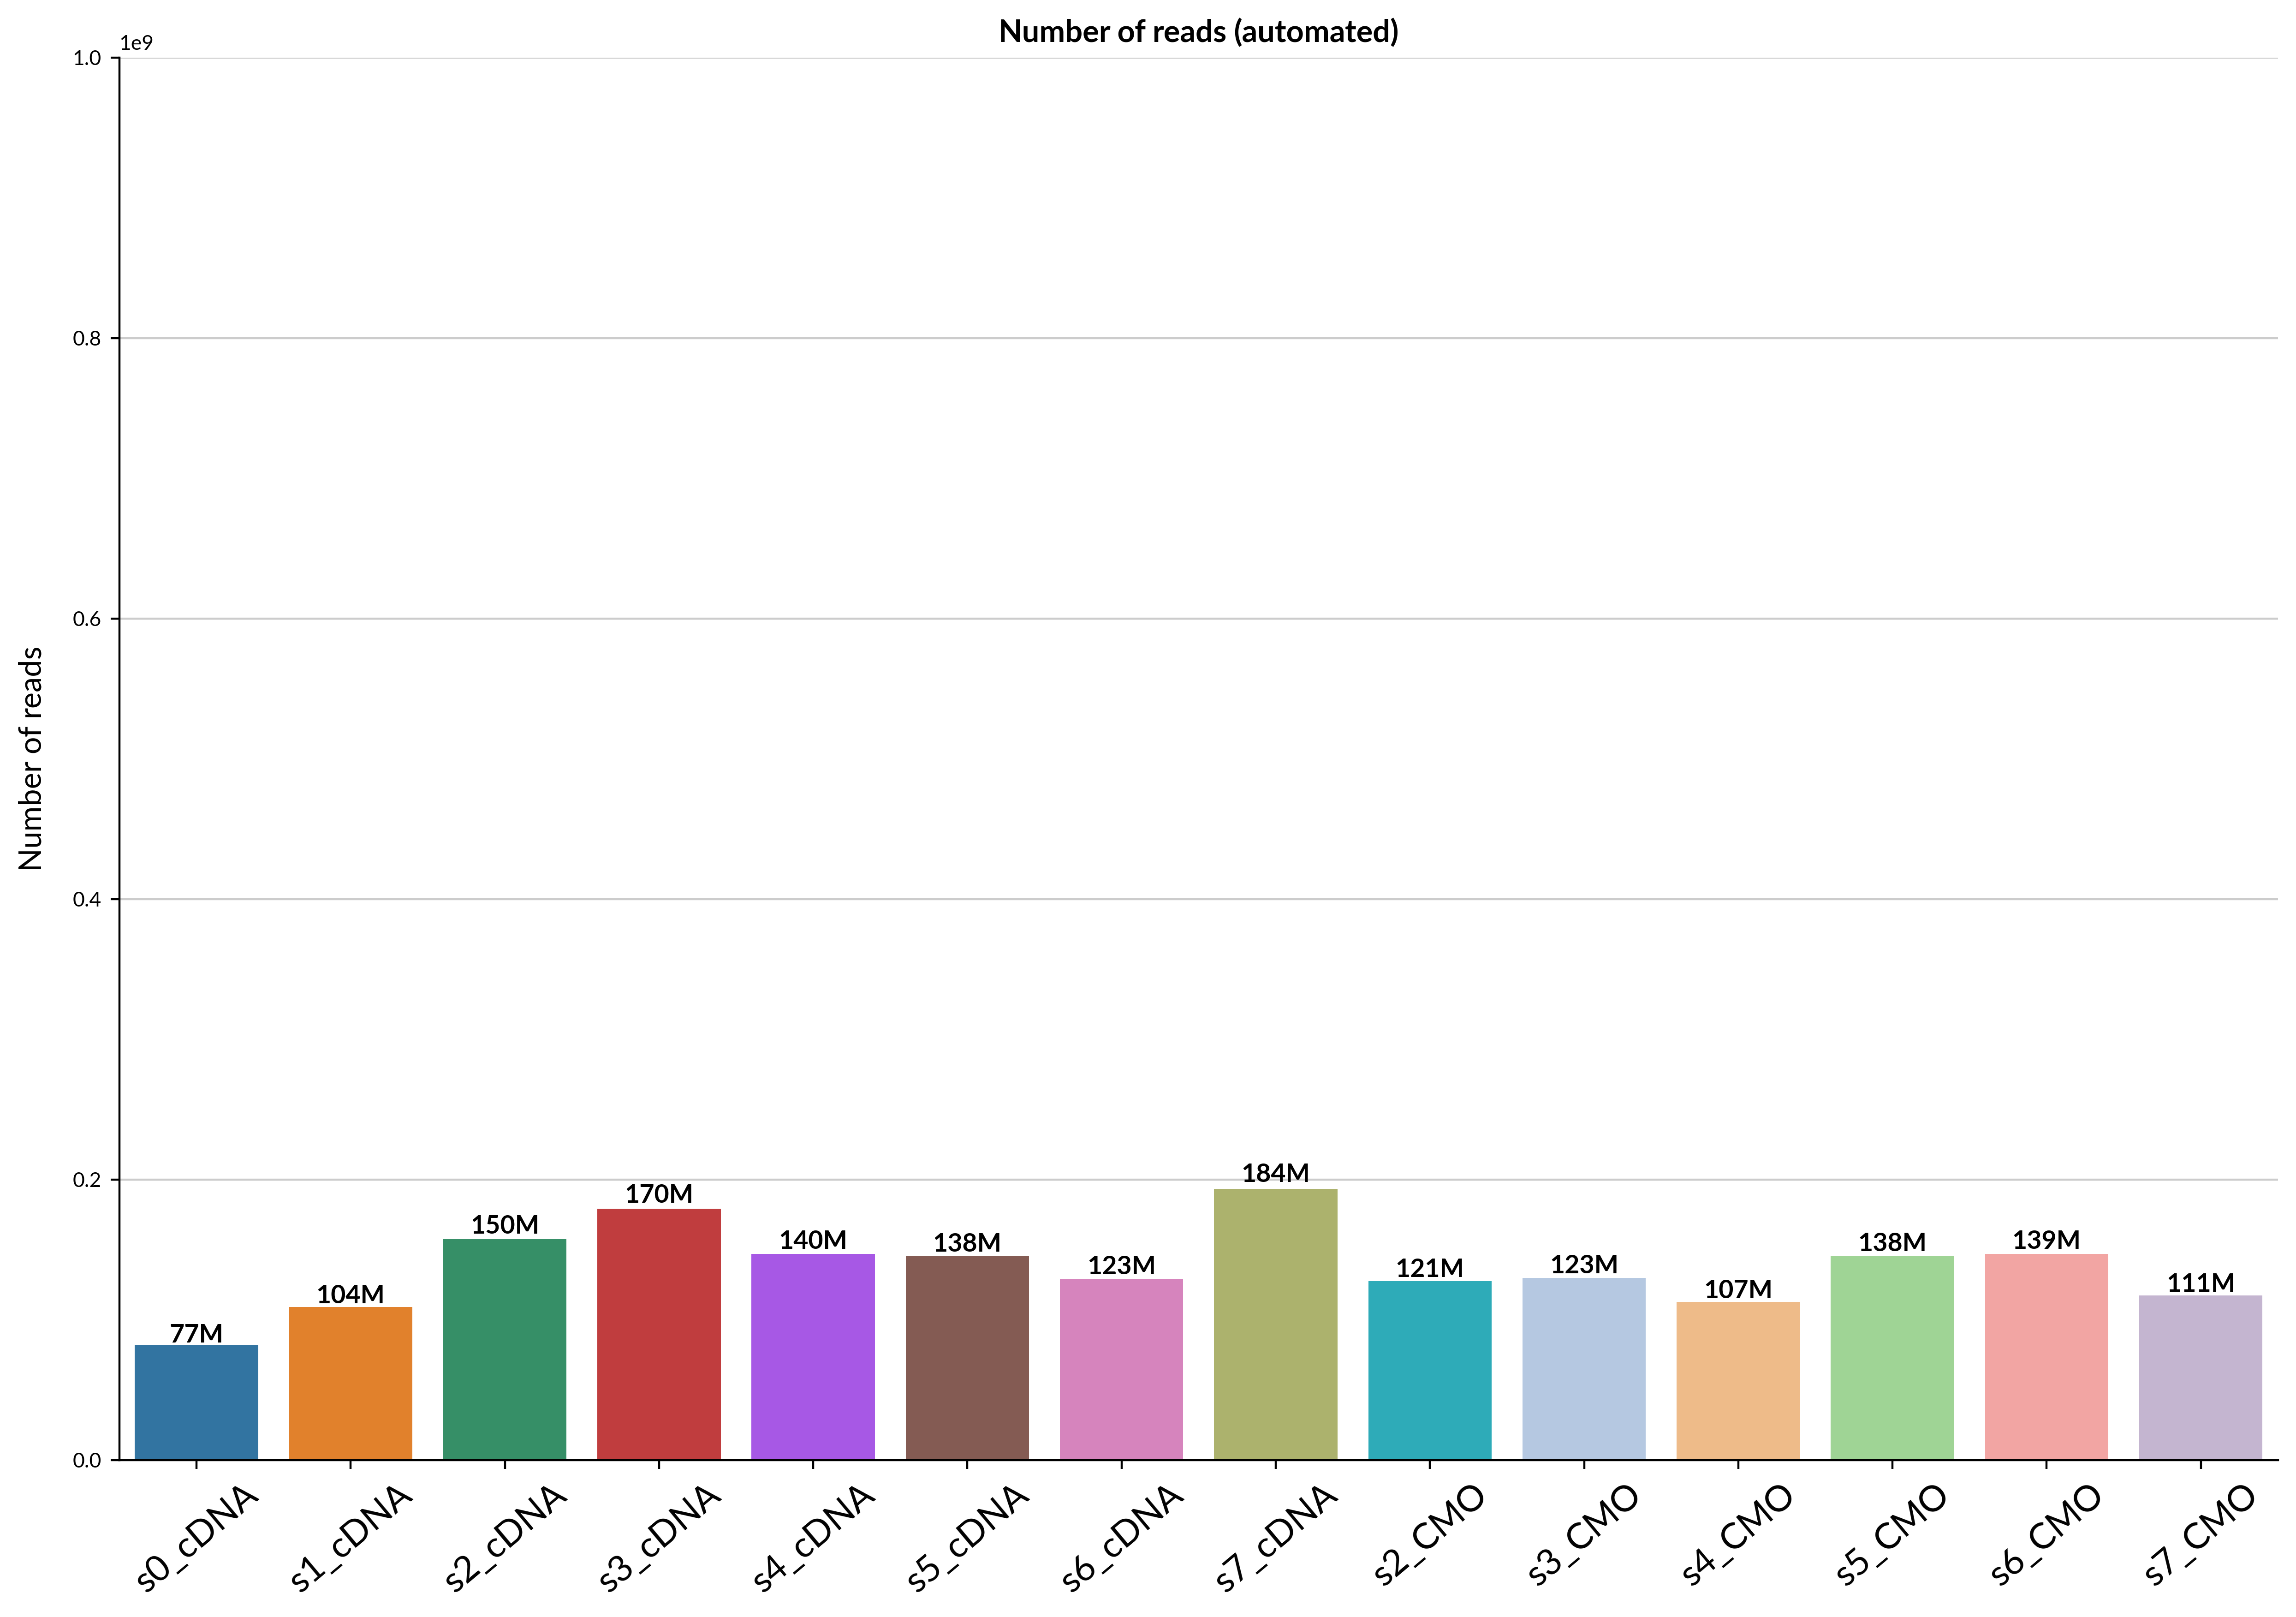 Number of reads (automated)
1e9
1.0
0.8
0.6
0.4
0.2
0.0
Number of reads
77M
104M
150M
170M
140M
138M
123M
184M
121M
123M
107M
138M
139M
111M
s0_cDNA
s1_cDNA
s2_cDNA
s3_cDNA
s4_cDNA
s5_cDNA
s6_cDNA
s7_cDNA
s2_CMO
s3_CMO
s4_CMO
s5_CMO
s6_CMO
s7_CMO